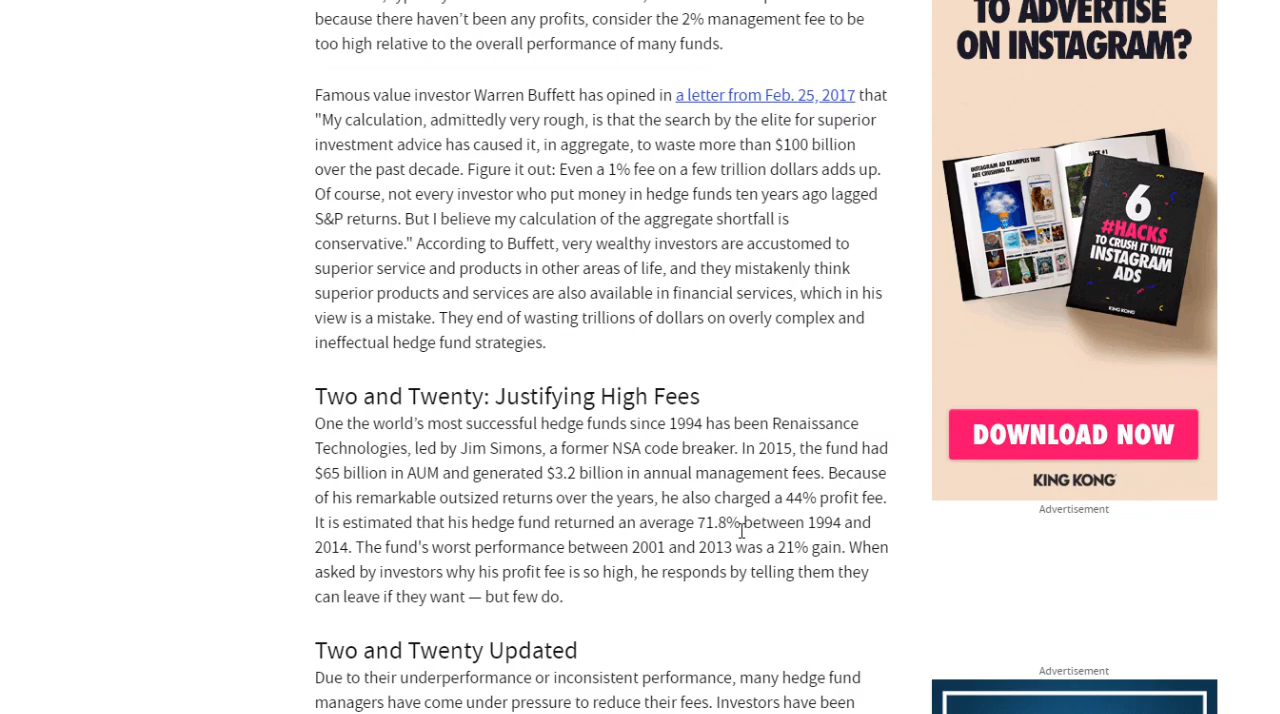 because there haven’t been any profits, consider the 2% management fee to be
too high relative to the overall performance of many funds.
Famous value investor Warren Buffett has opined in a letter from Feb. 25, 2017 that
"My calculation, admittedly very rough, is that the search by the elite for superior
investment advice has caused it, in aggregate, to waste more than $100 billion
over the past decade. Figure it out: Even a 1% fee on a few trillion dollars adds up.
Of course, not every investor who put money in hedge funds ten years ago lagged
S&P returns. But I believe my calculation of the aggregate shortfall is
conservative." According to Buffett, very wealthy investors are accustomed to
superior service and products in other areas of life, and they mistakenly think
superior products and services are also available in financial services, which in his
view is a mistake. They end of wasting trillions of dollars on overly complex and
ineffectual hedge fund strategies.
Two and Twenty: Justifying High Fees
One the world’s most successful hedge funds since 1994 has been Renaissance
Technologies, led by Jim Simons, a former NSA code breaker. In 2015, the fund had
$65 billion in AUM and generated $3.2 billion in annual management fees. Because
of his remarkable outsized returns over the years, he also charged a 44% profit fee.
It is estimated that his hedge fund returned an average 71.8% between 1994 and
2014. The fund's worst performance between 2001 and 2013 was a 21% gain. When
asked by investors why his profit fee is so high, he responds by telling them they
can leave if they want — but few do.
Two and Twenty Updated
Due to their underperformance or inconsistent performance, many hedge fund
managers have come under pressure to reduce their fees. Investors have been
TO ADVERTISE
ON INSTAGRAM?
INSTAGRAM AD EXAMPLES THAT
ARE CRUSHING IT...
HACK #1
6
#HACKS
TO CRUSH IT WITH
INSTAGRAM
ADS
KING KONG
DOWNLOAD NOW
KING KONG
Advertisement
Advertisement